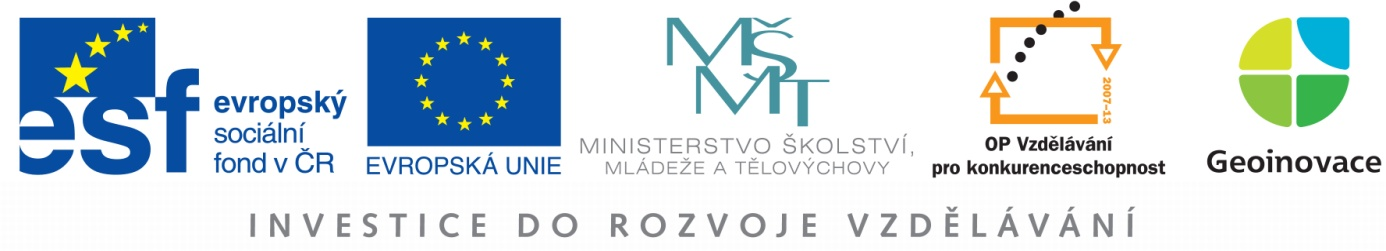 esf
evropský
sociální
fond v ČR
EVROPSKÁ UNIE
MŠMT
MINISTERSTVO ŠKOLSTVÍ,
MLÁDEŽE A TĚLOVÝCHOVY
2007-13
OP Vzdělávání
pro konkurenceschopnost
Geoinovace
INVESTICE DO ROZVOJE VZDĚLÁVÁNÍ